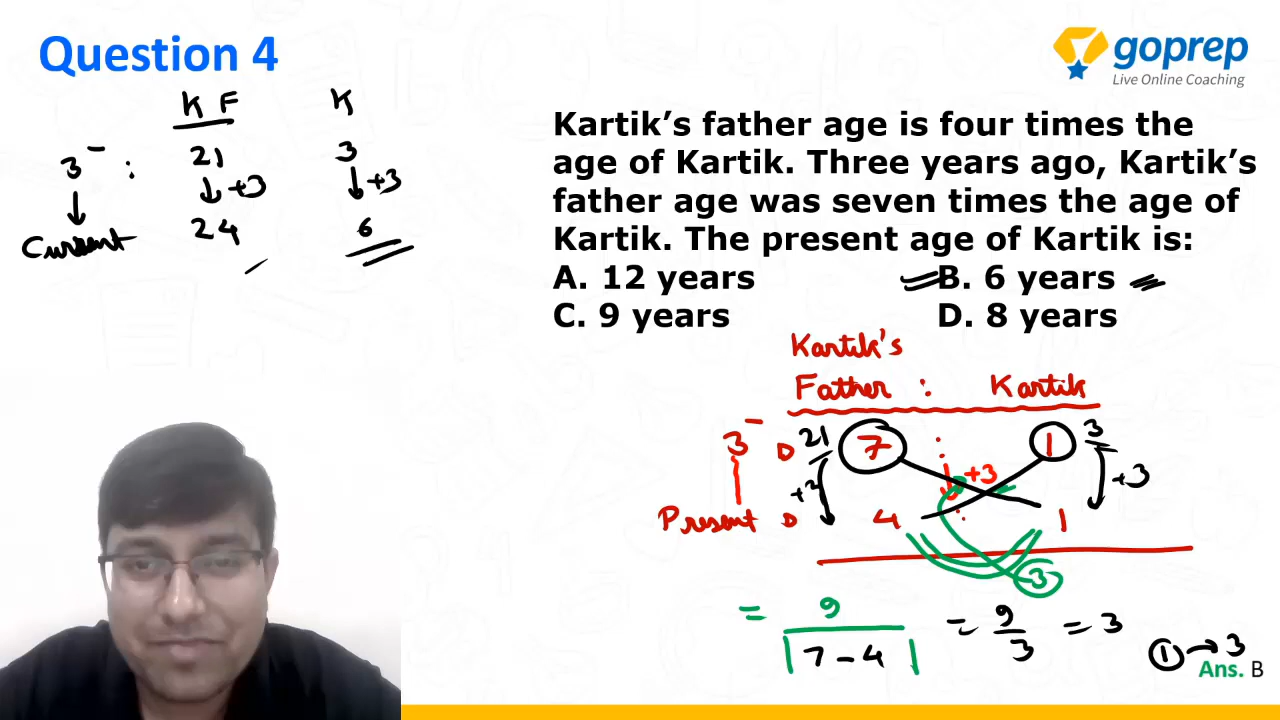 Question 4
goprep
Live Online Coaching
K F K
3⁻ : 21 3
+3 +3
Current 24 6
Kartik’s father age is four times the
age of Kartik. Three years ago, Kartik’s
father age was seven times the age of
Kartik. The present age of Kartik is:
A. 12 years B. 6 years
C. 9 years D. 8 years
Kartik's
Father : Kartik
3⁻ 21 7 : 1 3
+3 +3 +3
Present 4 : 1
3
= 9 / |7-4| = 9/3 = 3
1 → 3
Ans. B